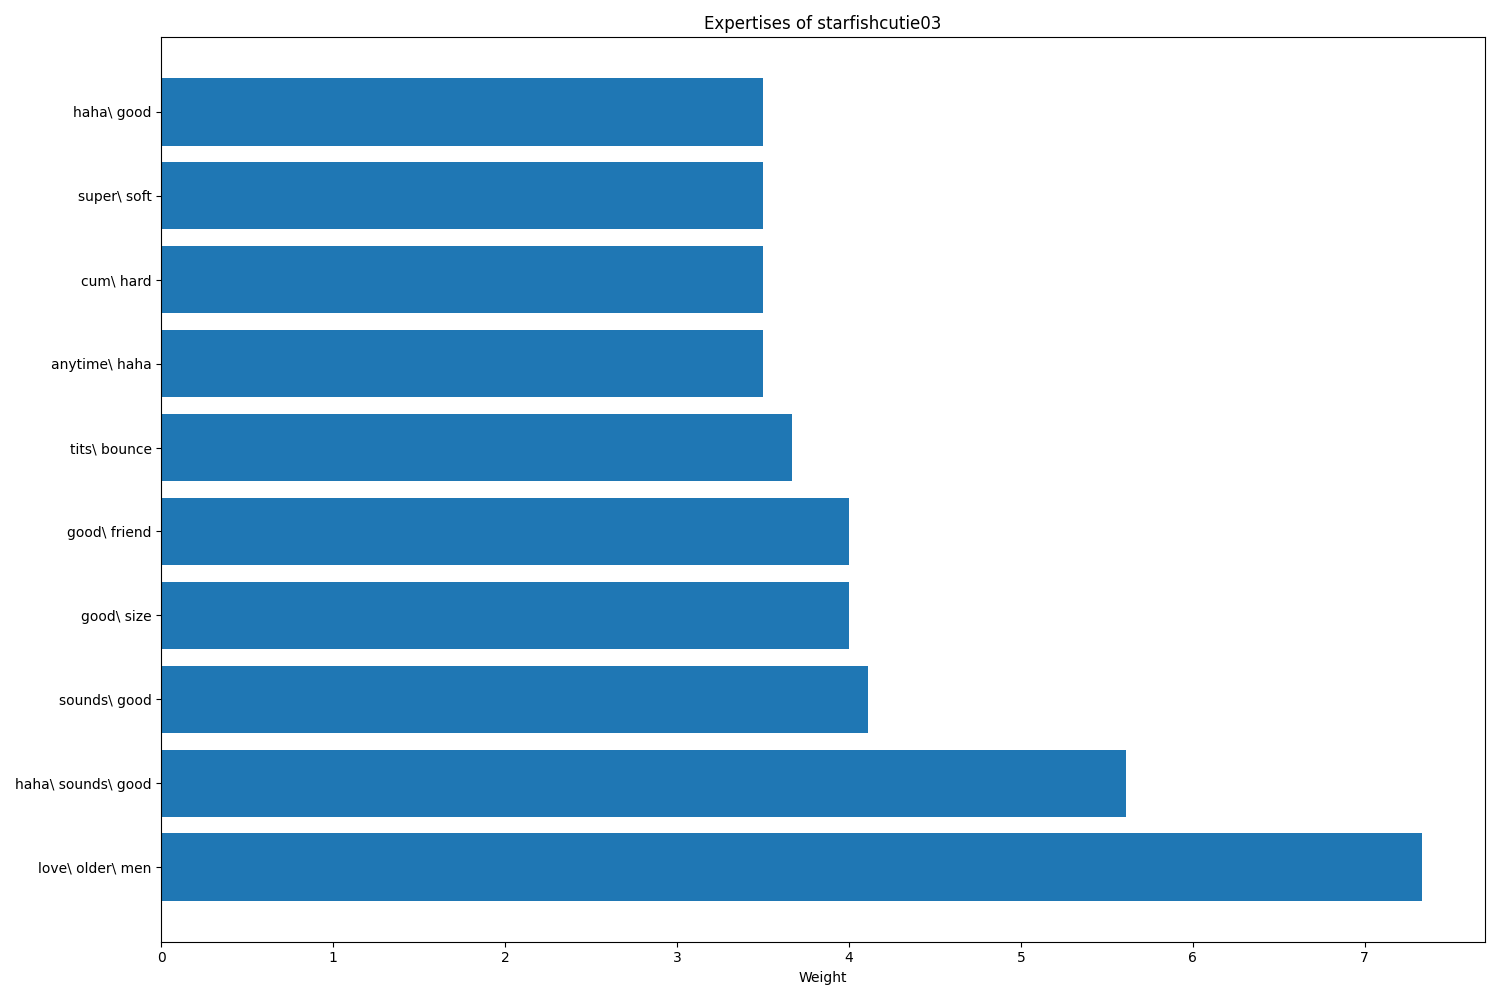 Expertises of starfishcutie03
haha\ good
super\ soft
cum\ hard
anytime\ haha
tits\ bounce
good\ friend
good\ size
sounds\ good
haha\ sounds\ good
love\ older\ men
0 1 2 3 4 5 6 7
Weight